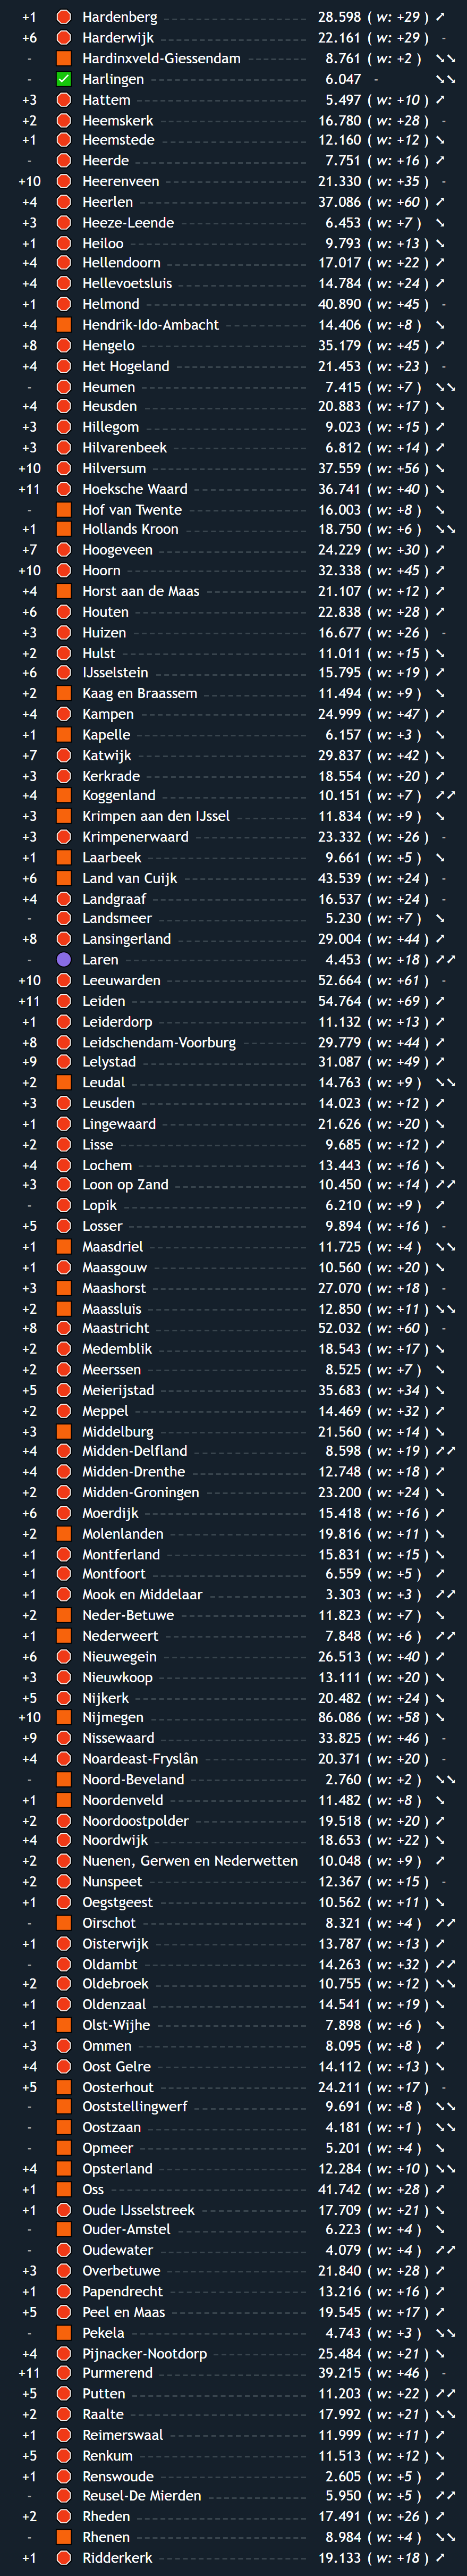 +1 Hardenberg 28.598 ( w: +29 ) ↗
+6 Harderwijk 22.161 ( w: +29 ) -
- Hardinxveld-Giessendam 8.761 ( w: +2 ) ↘↘
- Harlingen 6.047 - ↘↘
+3 Hattem 5.497 ( w: +10 ) ↗
+2 Heemskerk 16.780 ( w: +28 ) -
+1 Heemstede 12.160 ( w: +12 ) ↘
- Heerde 7.751 ( w: +16 ) ↗
+10 Heerenveen 21.330 ( w: +35 ) -
+4 Heerlen 37.086 ( w: +60 ) ↗
+3 Heeze-Leende 6.453 ( w: +7 ) ↘
+1 Heiloo 9.793 ( w: +13 ) ↘
+4 Hellendoorn 17.017 ( w: +22 ) ↗
+4 Hellevoetsluis 14.784 ( w: +24 ) ↗
+1 Helmond 40.890 ( w: +45 ) -
+4 Hendrik-Ido-Ambacht 14.406 ( w: +8 ) ↘
+8 Hengelo 35.179 ( w: +45 ) ↗
+4 Het Hogeland 21.453 ( w: +23 ) -
- Heumen 7.415 ( w: +7 ) ↘↘
+4 Heusden 20.883 ( w: +17 ) ↘
+3 Hillegom 9.023 ( w: +15 ) ↗
+3 Hilvarenbeek 6.812 ( w: +14 ) ↗
+10 Hilversum 37.559 ( w: +56 ) ↘
+11 Hoeksche Waard 36.741 ( w: +40 ) ↘
- Hof van Twente 16.003 ( w: +8 ) ↘
+1 Hollands Kroon 18.750 ( w: +6 ) ↘↘
+7 Hoogeveen 24.229 ( w: +30 ) ↗
+10 Hoorn 32.338 ( w: +45 ) ↗
+4 Horst aan de Maas 21.107 ( w: +12 ) ↗
+6 Houten 22.838 ( w: +28 ) ↗
+3 Huizen 16.677 ( w: +26 ) -
+2 Hulst 11.011 ( w: +15 ) ↘
+6 IJsselstein 15.795 ( w: +19 ) ↗
+2 Kaag en Braassem 11.494 ( w: +9 ) ↘
+4 Kampen 24.999 ( w: +47 ) ↗
+1 Kapelle 6.157 ( w: +3 ) ↘
+7 Katwijk 29.837 ( w: +42 ) ↘
+3 Kerkrade 18.554 ( w: +20 ) ↗
+4 Koggenland 10.151 ( w: +7 ) ↗↗
+3 Krimpen aan den IJssel 11.834 ( w: +9 ) ↘
+3 Krimpenerwaard 23.332 ( w: +26 ) -
+1 Laarbeek 9.661 ( w: +5 ) ↘
+6 Land van Cuijk 43.539 ( w: +24 ) -
+4 Landgraaf 16.537 ( w: +24 ) -
- Landsmeer 5.230 ( w: +7 ) ↘
+8 Lansingerland 29.004 ( w: +44 ) ↗
- Laren 4.453 ( w: +18 ) ↗↗
+10 Leeuwarden 52.664 ( w: +61 ) -
+11 Leiden 54.764 ( w: +69 ) ↗
+1 Leiderdorp 11.132 ( w: +13 ) ↗
+8 Leidschendam-Voorburg 29.779 ( w: +44 ) ↗
+9 Lelystad 31.087 ( w: +49 ) ↗
+2 Leudal 14.763 ( w: +9 ) ↘↘
+3 Leusden 14.023 ( w: +12 ) ↗
+1 Lingewaard 21.626 ( w: +20 ) ↘
+2 Lisse 9.685 ( w: +12 ) ↗
+4 Lochem 13.443 ( w: +16 ) ↘
+3 Loon op Zand 10.450 ( w: +14 ) ↗↗
- Lopik 6.210 ( w: +9 ) ↗
+5 Losser 9.894 ( w: +16 ) -
+1 Maasdriel 11.725 ( w: +4 ) ↘↘
+1 Maasgouw 10.560 ( w: +20 ) ↘
+3 Maashorst 27.070 ( w: +18 ) -
+2 Maassluis 12.850 ( w: +11 ) ↘↘
+8 Maastricht 52.032 ( w: +60 ) -
+2 Medemblik 18.543 ( w: +17 ) ↘
+2 Meerssen 8.525 ( w: +7 ) ↘
+5 Meierijstad 35.683 ( w: +34 ) ↘
+2 Meppel 14.469 ( w: +32 ) ↗
+3 Middelburg 21.560 ( w: +14 ) ↘
+4 Midden-Delfland 8.598 ( w: +19 ) ↗↗
+4 Midden-Drenthe 12.748 ( w: +18 ) ↗
+2 Midden-Groningen 23.200 ( w: +24 ) ↘
+6 Moerdijk 15.418 ( w: +16 ) ↗
+2 Molenlanden 19.816 ( w: +11 ) ↘
+1 Montferland 15.831 ( w: +15 ) ↘
+1 Montfoort 6.559 ( w: +5 ) ↗
+1 Mook en Middelaar 3.303 ( w: +3 ) ↗↗
+2 Neder-Betuwe 11.823 ( w: +7 ) ↘
+1 Nederweert 7.848 ( w: +6 ) ↗↗
+6 Nieuwegein 26.513 ( w: +40 ) ↗
+3 Nieuwkoop 13.111 ( w: +20 ) ↘
+5 Nijkerk 20.482 ( w: +24 ) ↘
+10 Nijmegen 86.086 ( w: +58 ) ↘
+9 Nissewaard 33.825 ( w: +46 ) -
+4 Noardeast-Fryslân 20.371 ( w: +20 ) -
- Noord-Beveland 2.760 ( w: +2 ) ↘↘
+1 Noordenveld 11.482 ( w: +8 ) ↘
+2 Noordoostpolder 19.518 ( w: +20 ) ↗
+4 Noordwijk 18.653 ( w: +22 ) ↘
+2 Nuenen, Gerwen en Nederwetten 10.048 ( w: +9 ) ↗
+2 Nunspeet 12.367 ( w: +15 ) -
+1 Oegstgeest 10.562 ( w: +11 ) ↘
- Oirschot 8.321 ( w: +4 ) ↗↗
+1 Oisterwijk 13.787 ( w: +13 ) ↗
- Oldambt 14.263 ( w: +32 ) ↗↗
+2 Oldebroek 10.755 ( w: +12 ) ↘↘
+1 Oldenzaal 14.541 ( w: +19 ) ↘
+1 Olst-Wijhe 7.898 ( w: +6 ) ↘
+3 Ommen 8.095 ( w: +8 ) ↗
+4 Oost Gelre 14.112 ( w: +13 ) ↘
+5 Oosterhout 24.211 ( w: +17 ) -
- Ooststellingwerf 9.691 ( w: +8 ) ↘↘
- Oostzaan 4.181 ( w: +1 ) ↘↘
- Opmeer 5.201 ( w: +4 ) ↘
+4 Opsterland 12.284 ( w: +10 ) ↘↘
+1 Oss 41.742 ( w: +28 ) ↗
+1 Oude IJsselstreek 17.709 ( w: +21 ) ↘
- Ouder-Amstel 6.223 ( w: +4 ) ↘
- Oudewater 4.079 ( w: +4 ) ↗↗
+3 Overbetuwe 21.840 ( w: +28 ) ↗
+1 Papendrecht 13.216 ( w: +16 ) ↗
+5 Peel en Maas 19.545 ( w: +17 ) ↗
- Pekela 4.743 ( w: +3 ) ↘↘
+4 Pijnacker-Nootdorp 25.484 ( w: +21 ) ↘
+11 Purmerend 39.215 ( w: +46 ) -
+5 Putten 11.203 ( w: +22 ) ↗↗
+2 Raalte 17.992 ( w: +21 ) ↘↘
+1 Reimerswaal 11.999 ( w: +11 ) ↗
+5 Renkum 11.513 ( w: +12 ) ↘
+1 Renswoude 2.605 ( w: +5 ) ↗
- Reusel-De Mierden 5.950 ( w: +5 ) ↗↗
+2 Rheden 17.491 ( w: +26 ) ↗
- Rhenen 8.984 ( w: +4 ) ↘↘
+1 Ridderkerk 19.133 ( w: +18 ) ↗